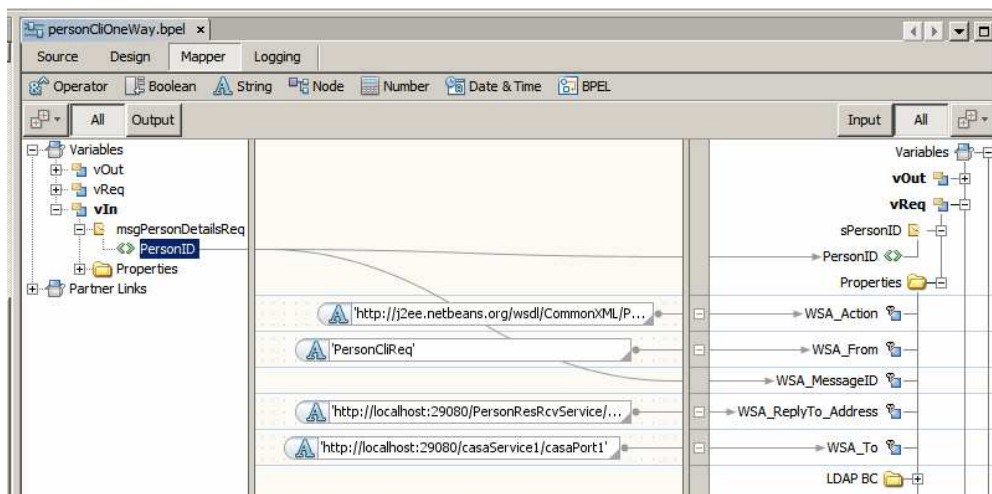 personCliOneWay.bpel x
Source Design Mapper Logging
Operator Boolean String Node Number Date & Time BPEL
All Output Input All
Variables Variables
vOut vOut
vReq vReq
vIn sPersonID
msgPersonDetailsReq
PersonID PersonID
Properties Properties
Partner Links
'http://j2ee.netbeans.org/wsdl/CommonXML/P... WSA_Action
'PersonCliReq' WSA_From
WSA_MessageID
'http://localhost:29080/PersonResRcvService/... WSA_ReplyTo_Address
'http://localhost:29080/casaService1/casaPort1' WSA_To
LDAP BC